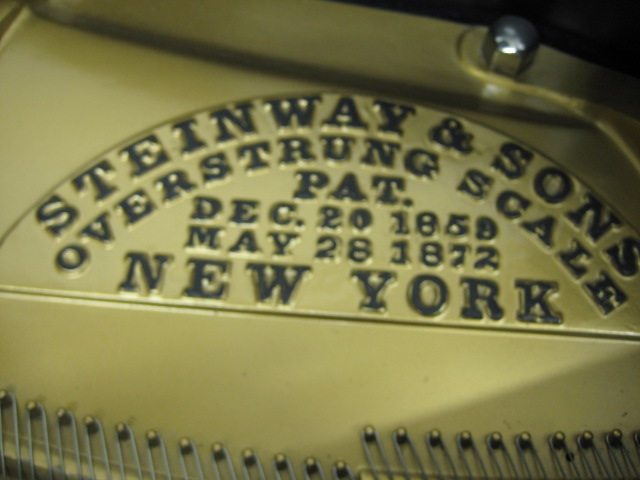 STEINWAY & SONS
OVERSTRUNG SCALE
PAT.
DEC. 20 1859
MAY 28 1872
NEW YORK